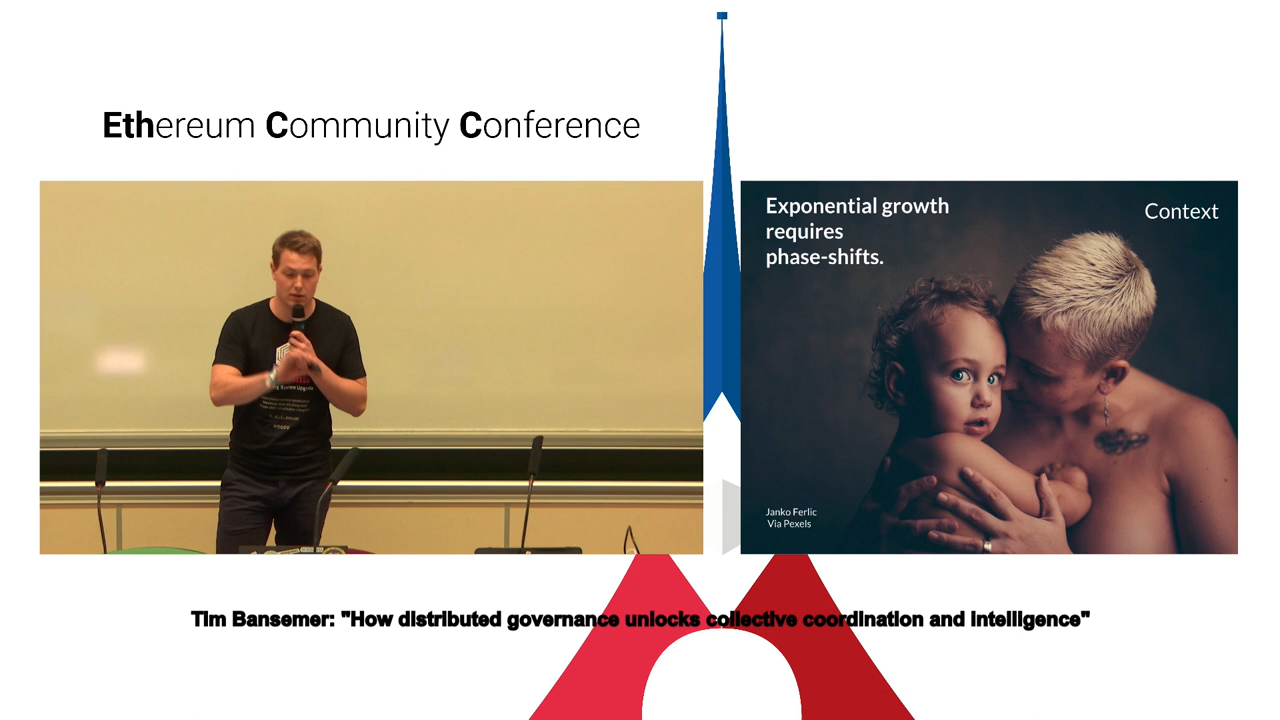 Ethereum Community Conference
Exponential growth
requires
phase-shifts.
Context
Janko Ferlic
Via Pexels
Tim Bansemer: "How distributed governance unlocks collective coordination and intelligence"